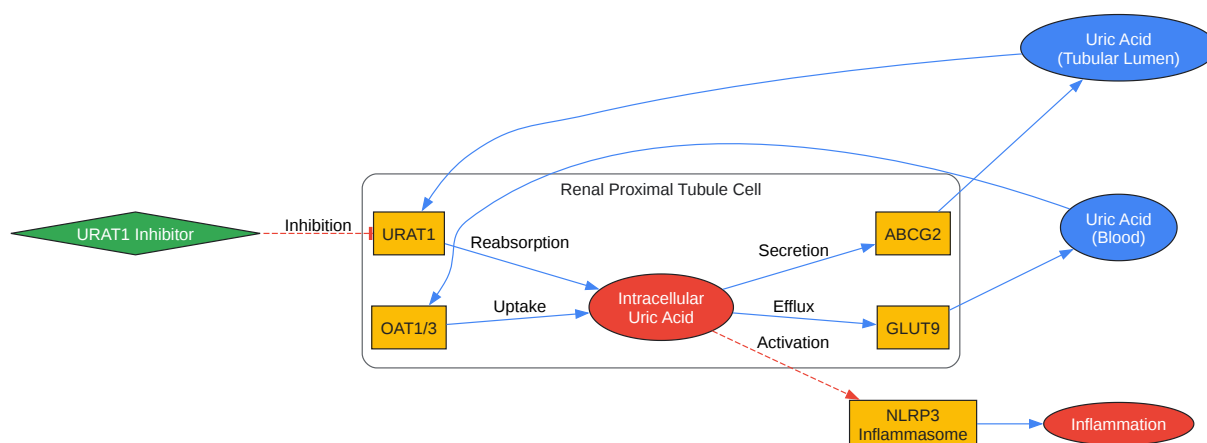 Uric Acid
(Tubular Lumen)
Renal Proximal Tubule Cell
URAT1 Inhibitor
Inhibition
URAT1
Reabsorption
Secretion
ABCG2
Uric Acid
(Blood)
OAT1/3
Uptake
Intracellular
Uric Acid
Efflux
GLUT9
Activation
NLRP3
Inflammasome
Inflammation